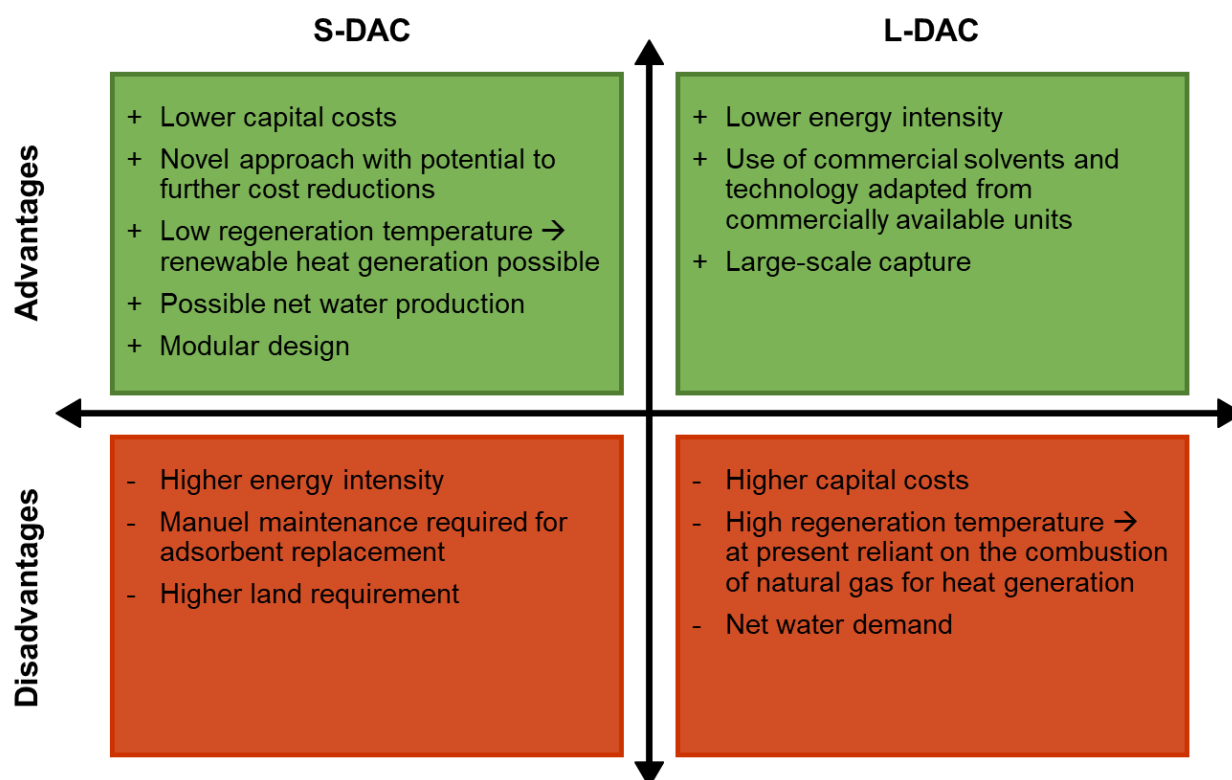 S-DAC
L-DAC
Advantages
+ Lower capital costs
+ Novel approach with potential to
further cost reductions
+ Low regeneration temperature →
renewable heat generation possible
+ Possible net water production
+ Modular design
+ Lower energy intensity
+ Use of commercial solvents and
technology adapted from
commercially available units
+ Large-scale capture
Disadvantages
- Higher energy intensity
- Manuel maintenance required for
adsorbent replacement
- Higher land requirement
- Higher capital costs
- High regeneration temperature →
at present reliant on the combustion
of natural gas for heat generation
- Net water demand